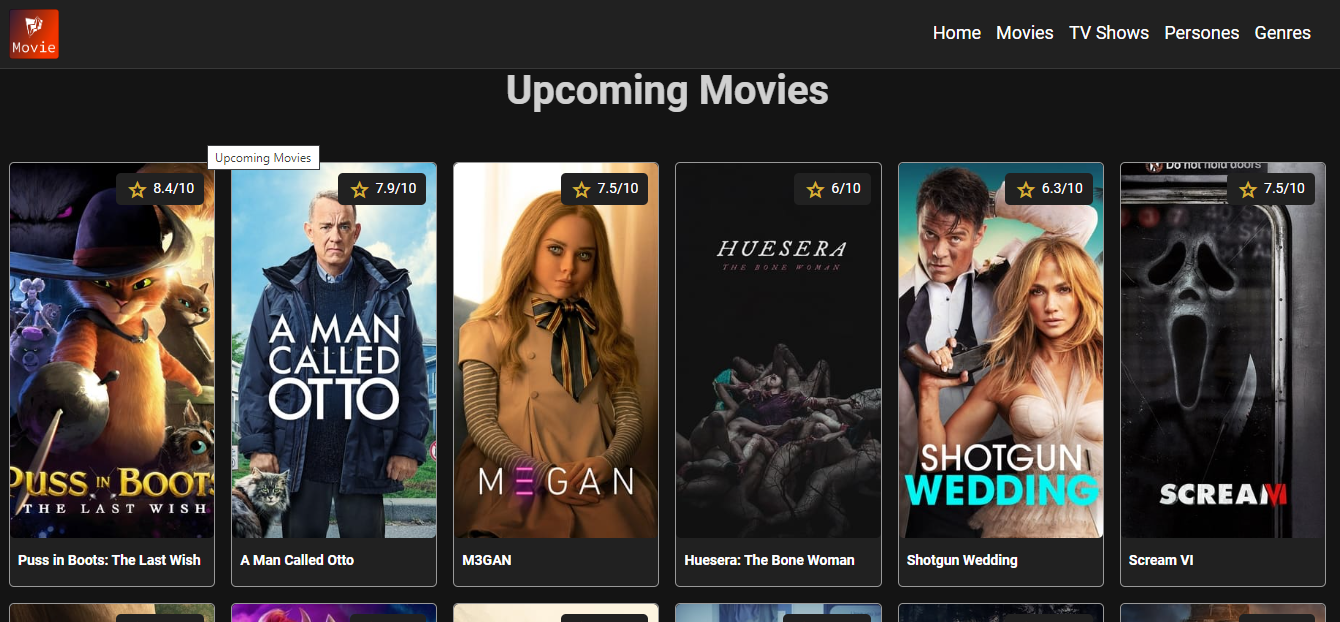 Movie
Home Movies TV Shows Persones Genres
Upcoming Movies
Upcoming Movies
8.4/10
PUSS IN BOOTS
THE LAST WISH
Puss in Boots: The Last Wish
7.9/10
A MAN
CALLED
OTTO
A Man Called Otto
7.5/10
M3GAN
M3GAN
6/10
HUESERA
THE BONE WOMAN
Huesera: The Bone Woman
6.3/10
SHOTGUN
WEDDING
Shotgun Wedding
Do not hold doors
7.5/10
SCREAM VI
Scream VI